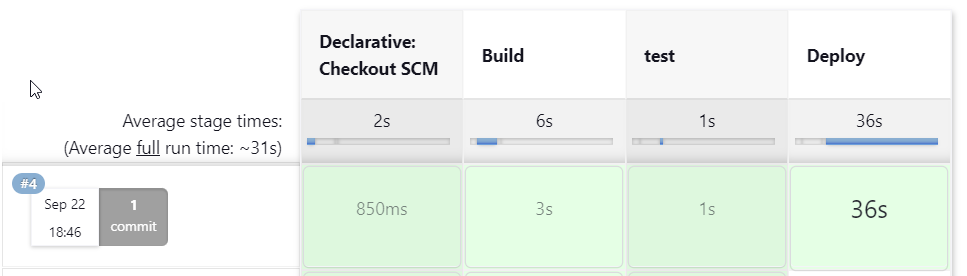 Declarative:
Checkout SCM
Build
test
Deploy
Average stage times:
(Average full run time: ~31s)
2s
6s
1s
36s
#4
Sep 22
18:46
1
commit
850ms
3s
1s
36s